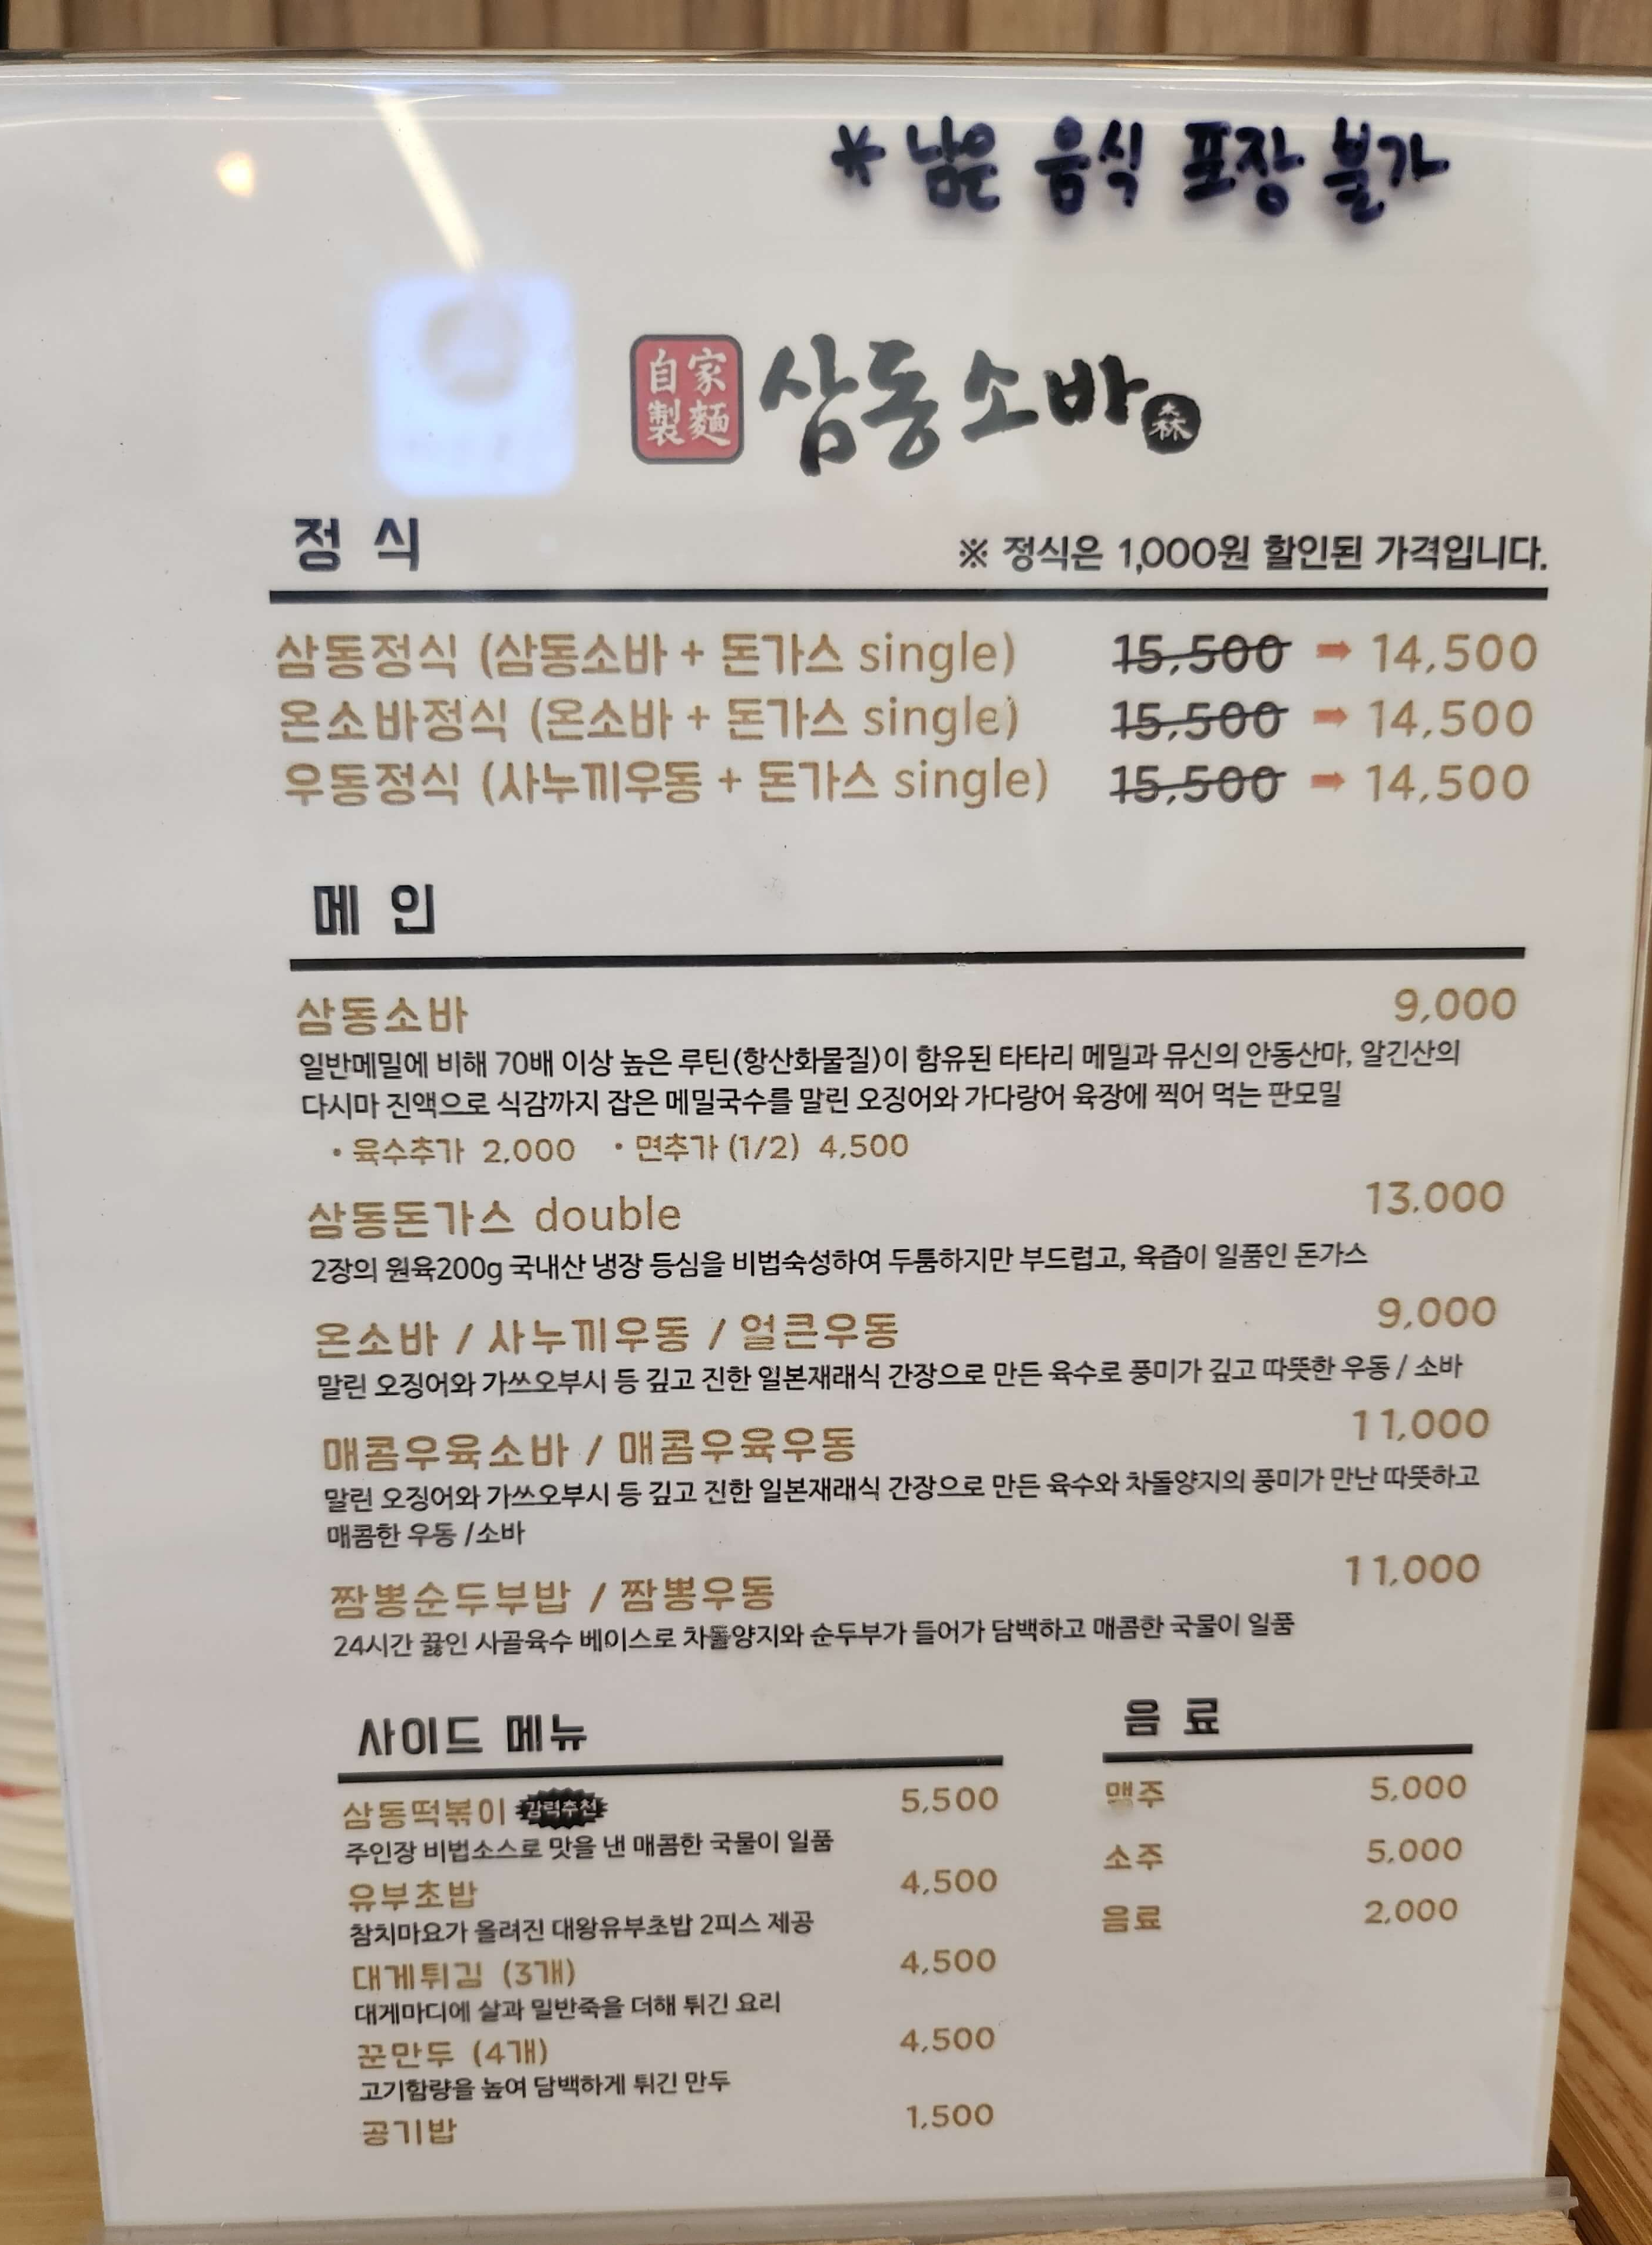 * 남은 음식 포장 불가
自家製麵 삼동소바 森
정 식 ※ 정식은 1,000원 할인된 가격입니다.
삼동정식 (삼동소바 + 돈가스 single) 15,500 ➡ 14,500
온소바정식 (온소바 + 돈가스 single) 15,500 ➡ 14,500
우동정식 (사누끼우동 + 돈가스 single) 15,500 ➡ 14,500
메 인
삼동소바 9,000
일반메밀에 비해 70배 이상 높은 루틴(항산화물질)이 함유된 타타리 메밀과 뮤신의 안동산마, 알긴산의
다시마 진액으로 식감까지 잡은 메밀국수를 말린 오징어와 가다랑어 육장에 찍어 먹는 판모밀
• 육수추가 2,000 • 면추가 (1/2) 4,500
삼동돈가스 double 13.000
2장의 원육200g 국내산 냉장 등심을 비법숙성하여 두툼하지만 부드럽고, 육즙이 일품인 돈가스
온소바 / 사누끼우동 / 얼큰우동 9,000
말린 오징어와 가쓰오부시 등 깊고 진한 일본재래식 간장으로 만든 육수로 풍미가 깊고 따뜻한 우동 / 소바
매콤우육소바 / 매콤우육우동 11,000
말린 오징어와 가쓰오부시 등 깊고 진한 일본재래식 간장으로 만든 육수와 차돌양지의 풍미가 만난 따뜻하고
매콤한 우동 /소바
짬뽕순두부밥 / 짬뽕우동 11,000
24시간 끓인 사골육수 베이스로 차돌양지와 순두부가 들어가 담백하고 매콤한 국물이 일품
사이드 메뉴
삼동떡볶이 강력추천 5,500
주인장 비법소스로 맛을 낸 매콤한 국물이 일품
유부초밥 4,500
참치마요가 올려진 대왕유부초밥 2피스 제공
대게튀김 (3개) 4,500
대게마디에 살과 밀반죽을 더해 튀긴 요리
꾼만두 (4개) 4,500
고기함량을 높여 담백하게 튀긴 만두
공기밥 1,500
음 료
맥주 5,000
소주 5,000
음료 2,000